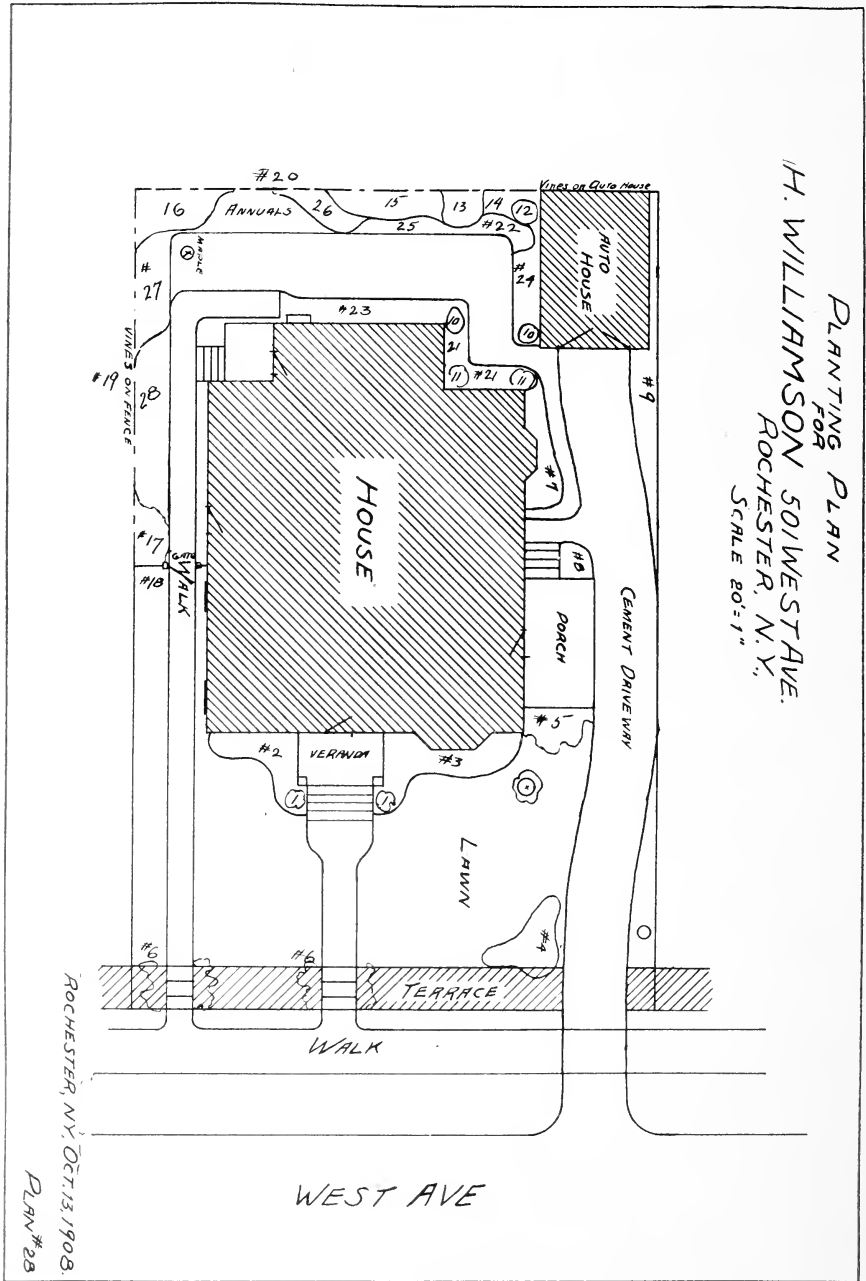 PLANTING PLAN
FOR
H. WILLIAMSON 501 WEST AVE.
ROCHESTER, N.Y.,
SCALE 20'=1"
#20
Vines on Auto House
16
ANNUALS
26
15
13
14
12
25
#22
MAPLE
#27
#24
AUTO HOUSE
#23
10
10
21
11
#21
11
#9
#19
VINES ON FENCE
28
#7
HOUSE
#17
GATE
#18
WALK
#8
PORCH
CEMENT DRIVEWAY
#5
#2
VERANDA
#3
1
1
LAWN
#4
#6
#6
TERRACE
WALK
WEST AVE
ROCHESTER, N.Y. OCT. 13, 1908.
PLAN #28